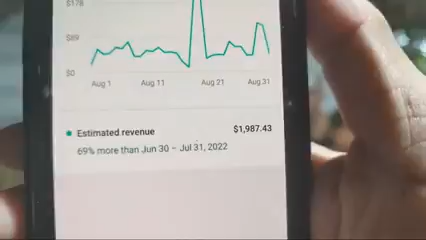 $178
$89
$0
Aug 1 Aug 11 Aug 21 Aug 31
Estimated revenue $1,987.43
69% more than Jun 30 – Jul 31, 2022